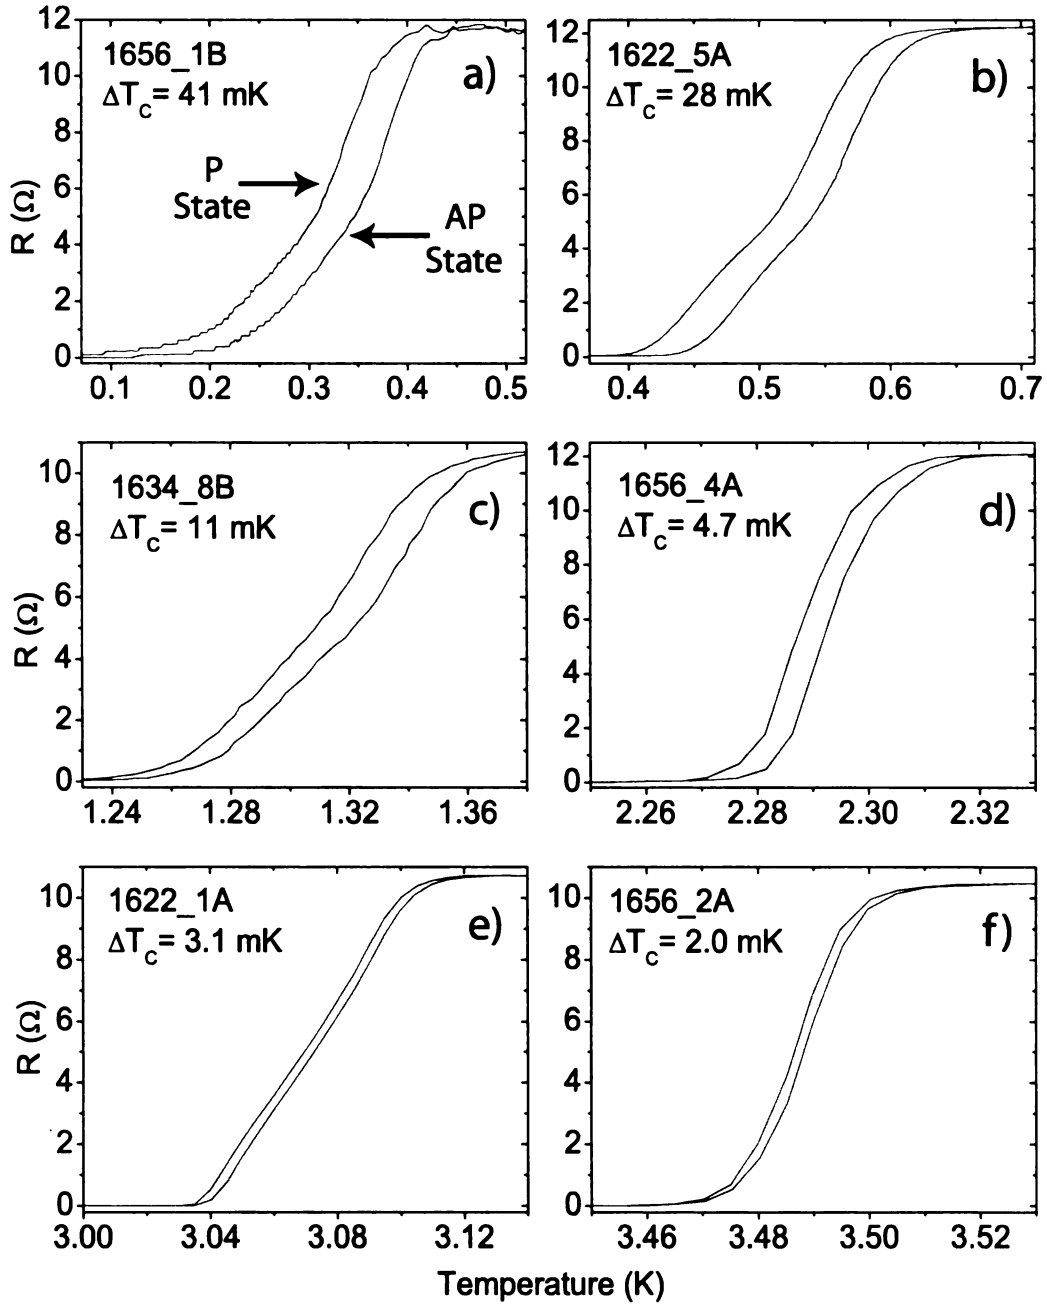 1656_1B
ΔTc= 41 mK
a)
P
State
AP
State
R (Ω)
12
10
8
6
4
2
0
0.1 0.2 0.3 0.4 0.5
1622_5A
ΔTc= 28 mK
b)
12
10
8
6
4
2
0
0.4 0.5 0.6 0.7
1634_8B
ΔTc= 11 mK
c)
R (Ω)
10
8
6
4
2
0
1.24 1.28 1.32 1.36
1656_4A
ΔTc= 4.7 mK
d)
12
10
8
6
4
2
0
2.26 2.28 2.30 2.32
1622_1A
ΔTc= 3.1 mK
e)
R (Ω)
10
8
6
4
2
0
3.00 3.04 3.08 3.12
1656_2A
ΔTc= 2.0 mK
f)
10
8
6
4
2
0
3.46 3.48 3.50 3.52
Temperature (K)